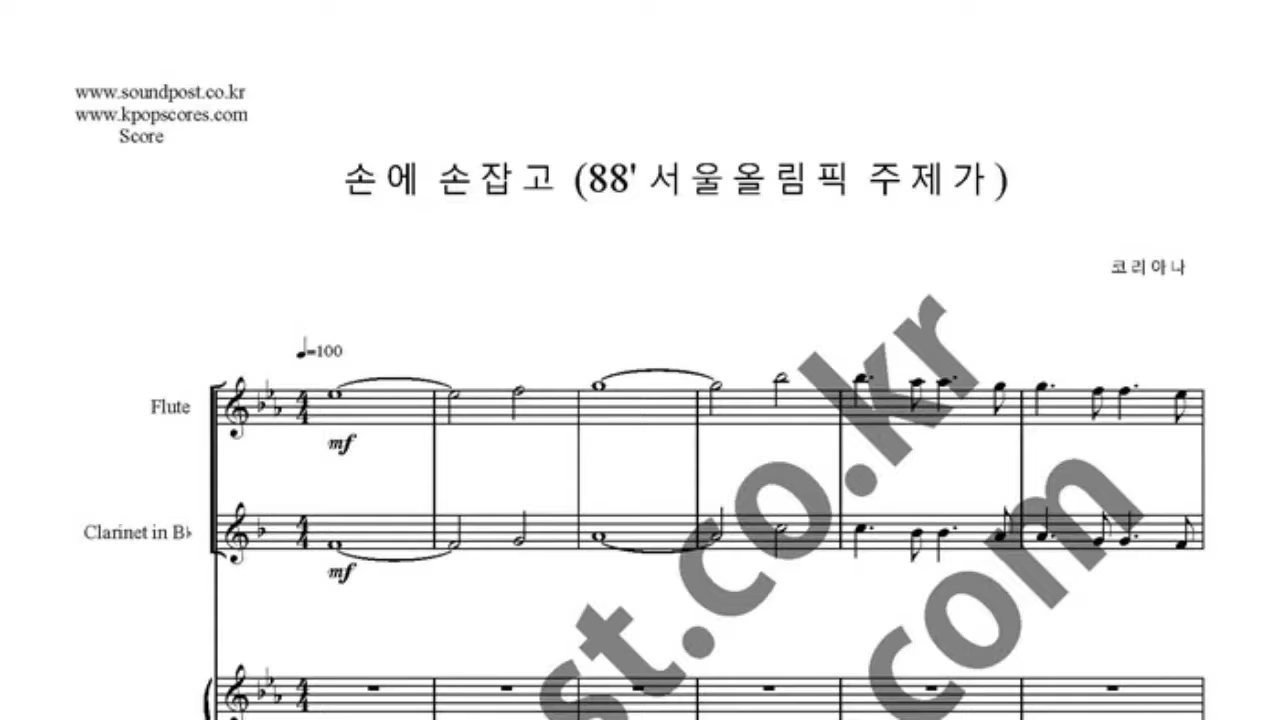 www.soundpost.co.kr
www.kpopscores.com
Score
손에 손잡고 (88' 서울올림픽 주제가)
코리아나
=100
Flute
mf
Clarinet in B♭
mf
st.co.kr
com